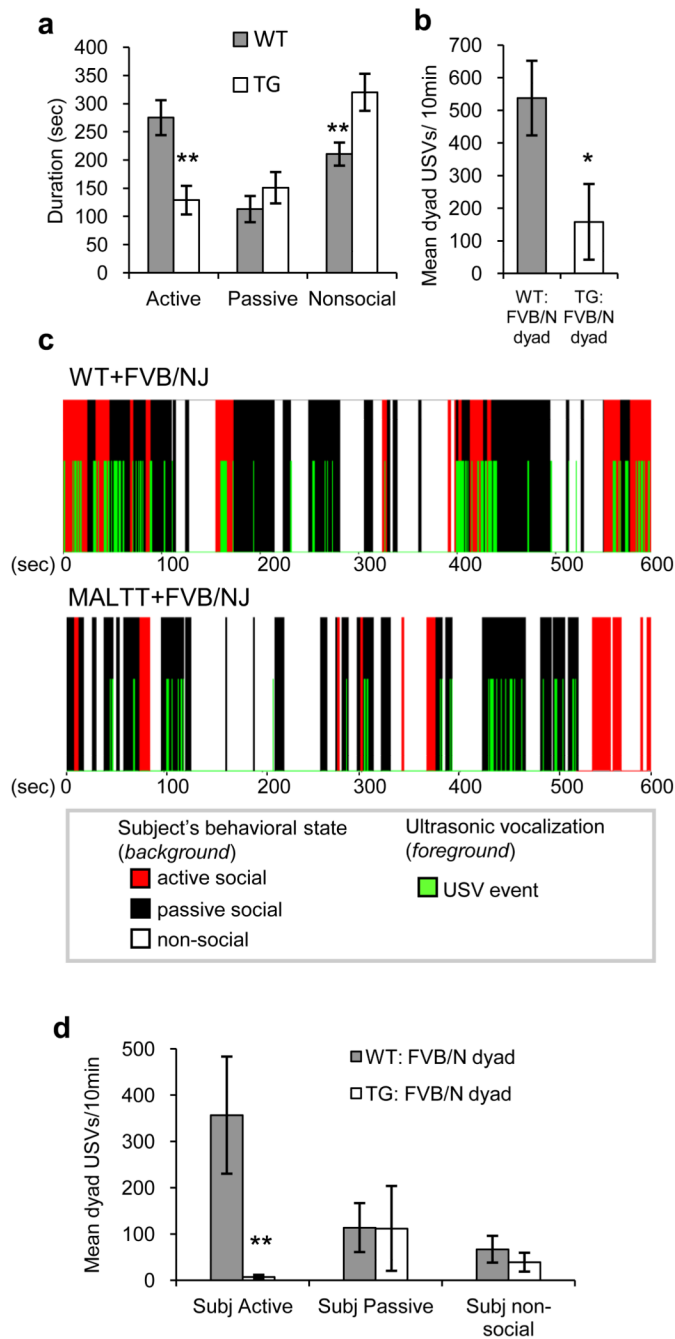 a
WT
TG
Duration (sec)
400
350
300
250
200
150
100
50
0
**
**
Active Passive Nonsocial
b
Mean dyad USVs/ 10min
700
600
500
400
300
200
100
0
*
WT: TG:
FVB/N FVB/N
dyad dyad
c
WT+FVB/NJ
(sec) 0 100 200 300 400 500 600
MALTT+FVB/NJ
(sec) 0 100 200 300 400 500 600
Subject's behavioral state
(background)
active social
passive social
non-social
Ultrasonic vocalization
(foreground)
USV event
d
Mean dyad USVs/10min
500
400
300
200
100
0
WT: FVB/N dyad
TG: FVB/N dyad
**
Subj Active Subj Passive Subj non-
social